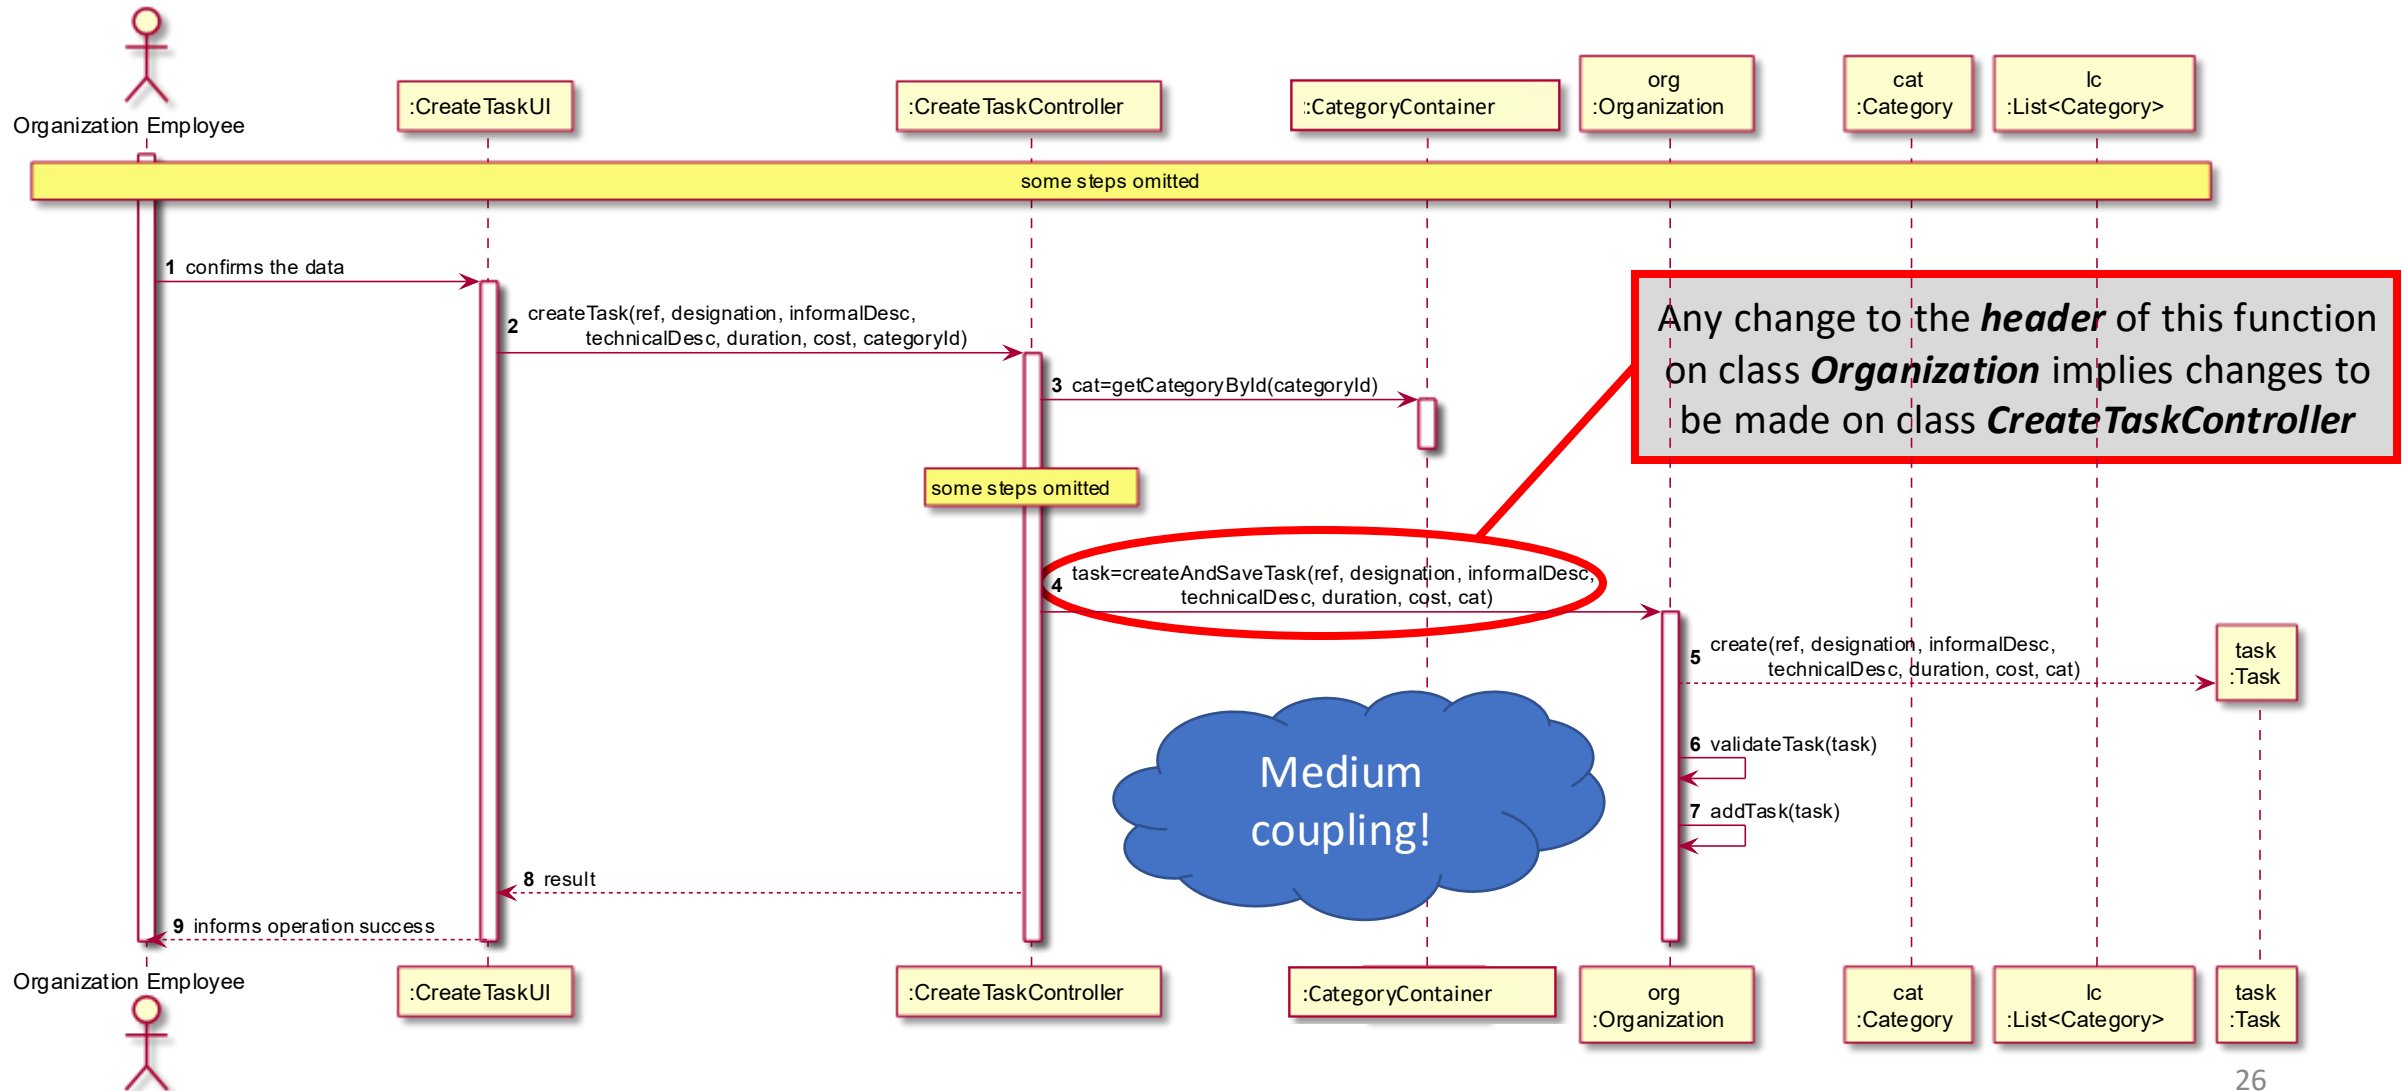 Organization Employee
:CreateTaskUI
:CreateTaskController
::CategoryContainer
org
:Organization
cat
:Category
lc
:List<Category>
some steps omitted
1 confirms the data
2 createTask(ref, designation, informalDesc,
technicalDesc, duration, cost, categoryId)
3 cat=getCategoryById(categoryId)
Any change to the header of this function
on class Organization implies changes to
be made on class CreateTaskController
some steps omitted
4 task=createAndSaveTask(ref, designation, informalDesc,
technicalDesc, duration, cost, cat)
5 create(ref, designation, informalDesc,
technicalDesc, duration, cost, cat)
task
:Task
6 validateTask(task)
7 addTask(task)
Medium
coupling!
8 result
9 informs operation success
Organization Employee
:CreateTaskUI
:CreateTaskController
:CategoryContainer
org
:Organization
cat
:Category
lc
:List<Category>
task
:Task
26